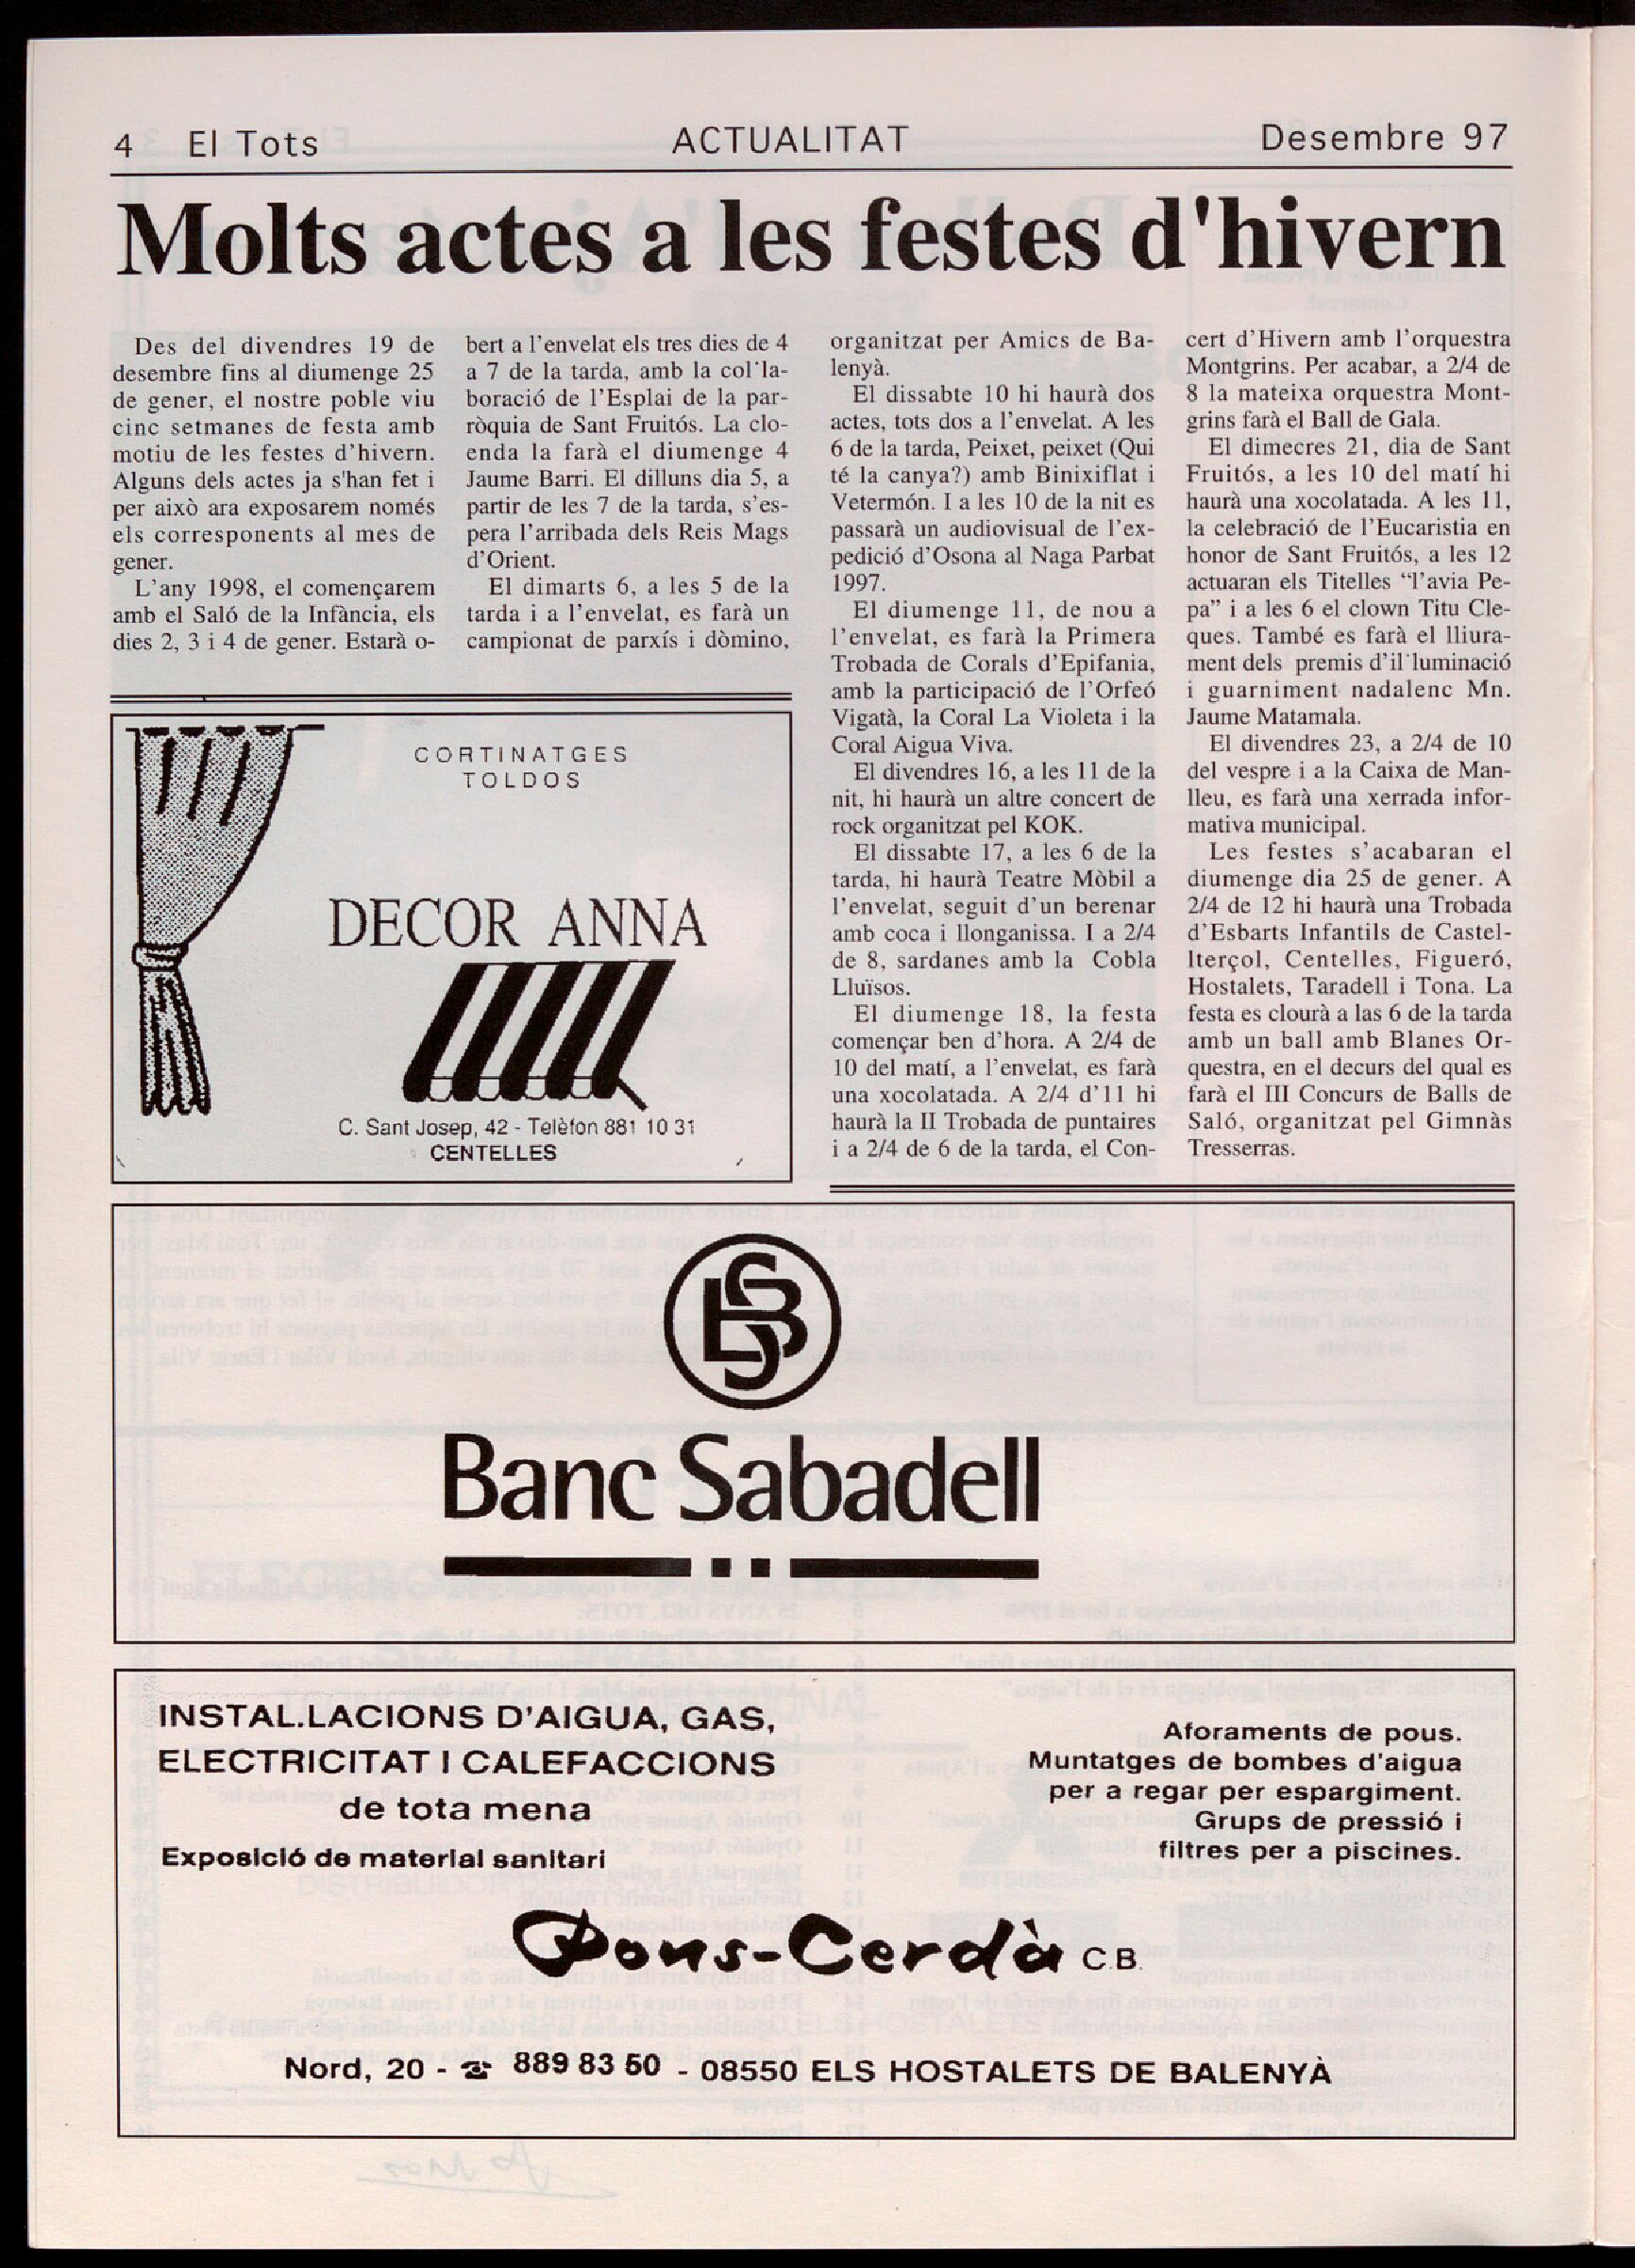 4 El Tots ACTUALITAT Desembre 97
Molts actes a les festes d'hivern
Des del divendres 19 de
desembre fins al diumenge 25
de gener, el nostre poble viu
cinc setmanes de festa amb
motiu de les festes d'hivern.
Alguns dels actes ja s'han fet i
per això ara exposarem només
els corresponents al mes de
gener.
L'any 1998, el començarem
amb el Saló de la Infància, els
dies 2, 3 i 4 de gener. Estarà o-
bert a l'envelat els tres dies de 4
a 7 de la tarda, amb la col·la-
boració de l'Esplai de la par-
ròquia de Sant Fruitós. La clo-
enda la farà el diumenge 4
Jaume Barri. El dilluns dia 5, a
partir de les 7 de la tarda, s'es-
pera l'arribada dels Reis Mags
d'Orient.
El dimarts 6, a les 5 de la
tarda i a l'envelat, es farà un
campionat de parxís i dòmino,
organitzat per Amics de Ba-
lenyà.
El dissabte 10 hi haurà dos
actes, tots dos a l'envelat. A les
6 de la tarda, Peixet, peixet (Qui
té la canya?) amb Binixiflat i
Vetermón. I a les 10 de la nit es
passarà un audiovisual de l'ex-
pedició d'Osona al Naga Parbat
1997.
El diumenge 11, de nou a
l'envelat, es farà la Primera
Trobada de Corals d'Epifania,
amb la participació de l'Orfeó
Vigatà, la Coral La Violeta i la
Coral Aigua Viva.
El divendres 16, a les 11 de la
nit, hi haurà un altre concert de
rock organitzat pel KOK.
El dissabte 17, a les 6 de la
tarda, hi haurà Teatre Mòbil a
l'envelat, seguit d'un berenar
amb coca i llonganissa. I a 2/4
de 8, sardanes amb la Cobla
Lluïsos.
El diumenge 18, la festa
començar ben d'hora. A 2/4 de
10 del matí, a l'envelat, es farà
una xocolatada. A 2/4 d'11 hi
haurà la II Trobada de puntaires
i a 2/4 de 6 de la tarda, el Con-
cert d'Hivern amb l'orquestra
Montgrins. Per acabar, a 2/4 de
8 la mateixa orquestra Mont-
grins farà el Ball de Gala.
El dimecres 21, dia de Sant
Fruitós, a les 10 del matí hi
haurà una xocolatada. A les 11,
la celebració de l'Eucaristia en
honor de Sant Fruitós, a les 12
actuaran els Titelles “l'avia Pe-
pa” i a les 6 el clown Titu Cle-
ques. També es farà el lliura-
ment dels premis d'il·luminació
i guarniment nadalenc Mn.
Jaume Matamala.
El divendres 23, a 2/4 de 10
del vespre i a la Caixa de Man-
lleu, es farà una xerrada infor-
mativa municipal.
Les festes s'acabaran el
diumenge dia 25 de gener. A
2/4 de 12 hi haurà una Trobada
d'Esbarts Infantils de Castel-
lterçol, Centelles, Figueró,
Hostalets, Taradell i Tona. La
festa es clourà a las 6 de la tarda
amb un ball amb Blanes Or-
questra, en el decurs del qual es
farà el III Concurs de Balls de
Saló, organitzat pel Gimnàs
Tresserras.
CORTINATGES
TOLDOS
DECOR ANNA
C. Sant Josep, 42 - Telèfon 881 10 31
CENTELLES
Banc Sabadell
INSTAL.LACIONS D'AIGUA, GAS,
ELECTRICITAT I CALEFACCIONS
de tota mena
Exposició de material sanitari
Aforaments de pous.
Muntatges de bombes d'aigua
per a regar per espargiment.
Grups de pressió i
filtres per a piscines.
Pons-Cerdà C.B.
Nord, 20 - ☎ 889 83 50 - 08550 ELS HOSTALETS DE BALENYÀ